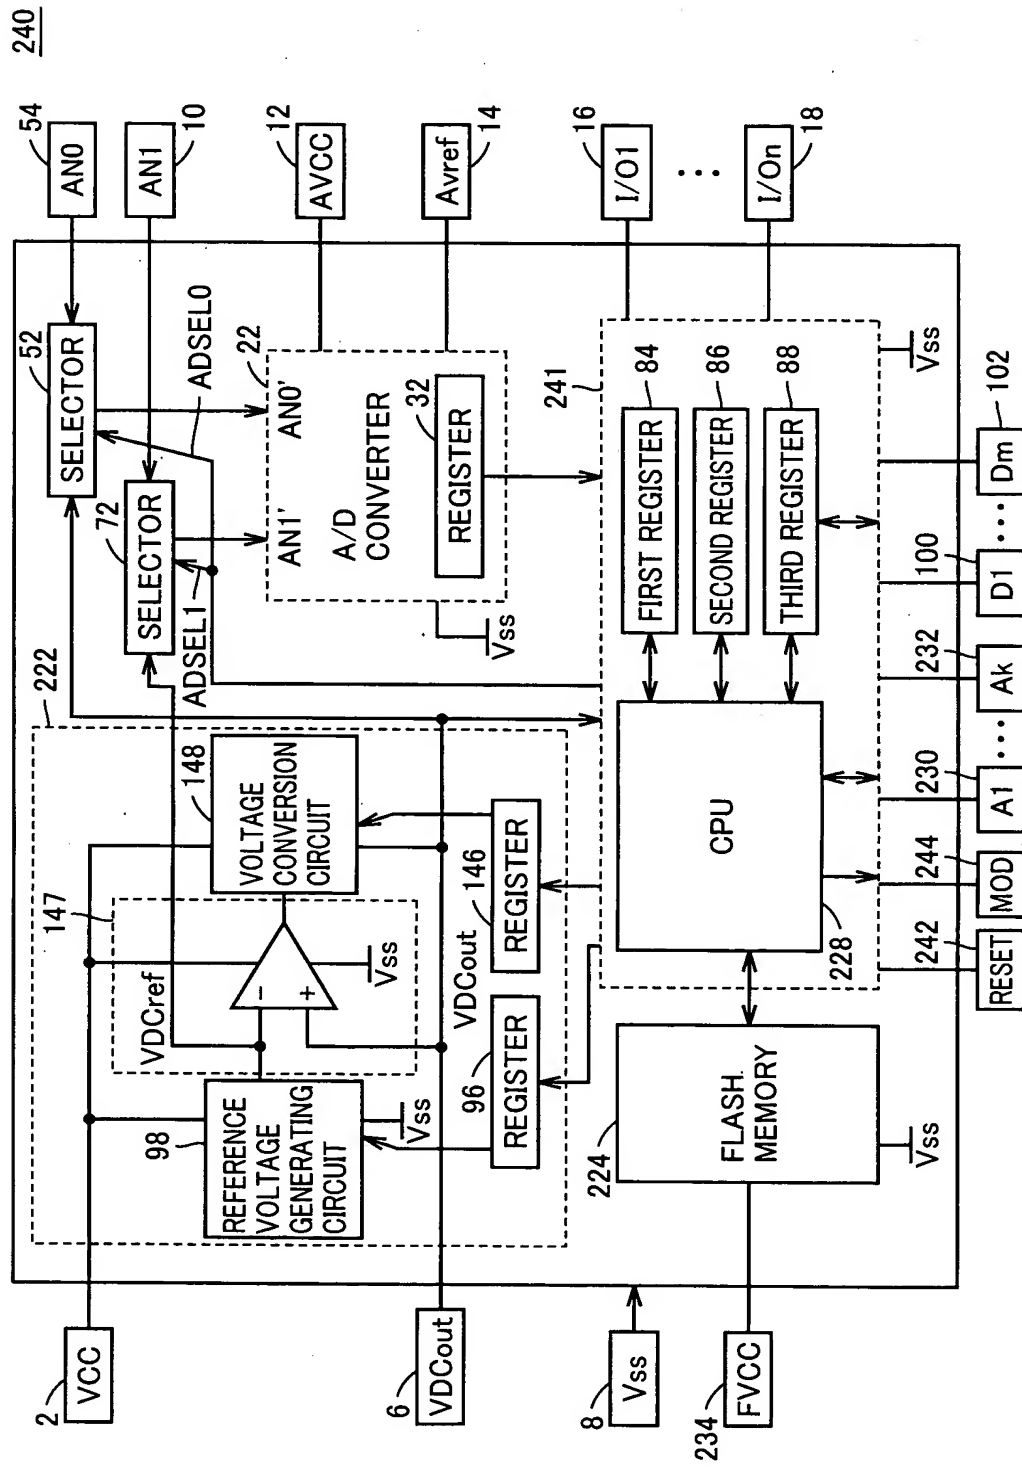 240
54
AN0
10
AN1
12
AVCC
14
Avref
16
I/O1
...
18
I/On
52
SELECTOR
ADSEL0
72
SELECTOR
ADSEL1
22
AN0'
AN1'
A/D
CONVERTER
32
REGISTER
Vss
222
147
148
VOLTAGE
CONVERSION
CIRCUIT
VDCref
-
+
Vss
98
REFERENCE
VOLTAGE
GENERATING
CIRCUIT
Vss
VDCout
146
REGISTER
96
REGISTER
241
84
FIRST REGISTER
86
SECOND REGISTER
88
THIRD REGISTER
Vss
CPU
228
224
FLASH
MEMORY
Vss
2
VCC
6
VDCout
8
Vss
234
FVCC
242
RESET
244
MOD
230
A1
....
232
Ak
100
D1
....
102
Dm